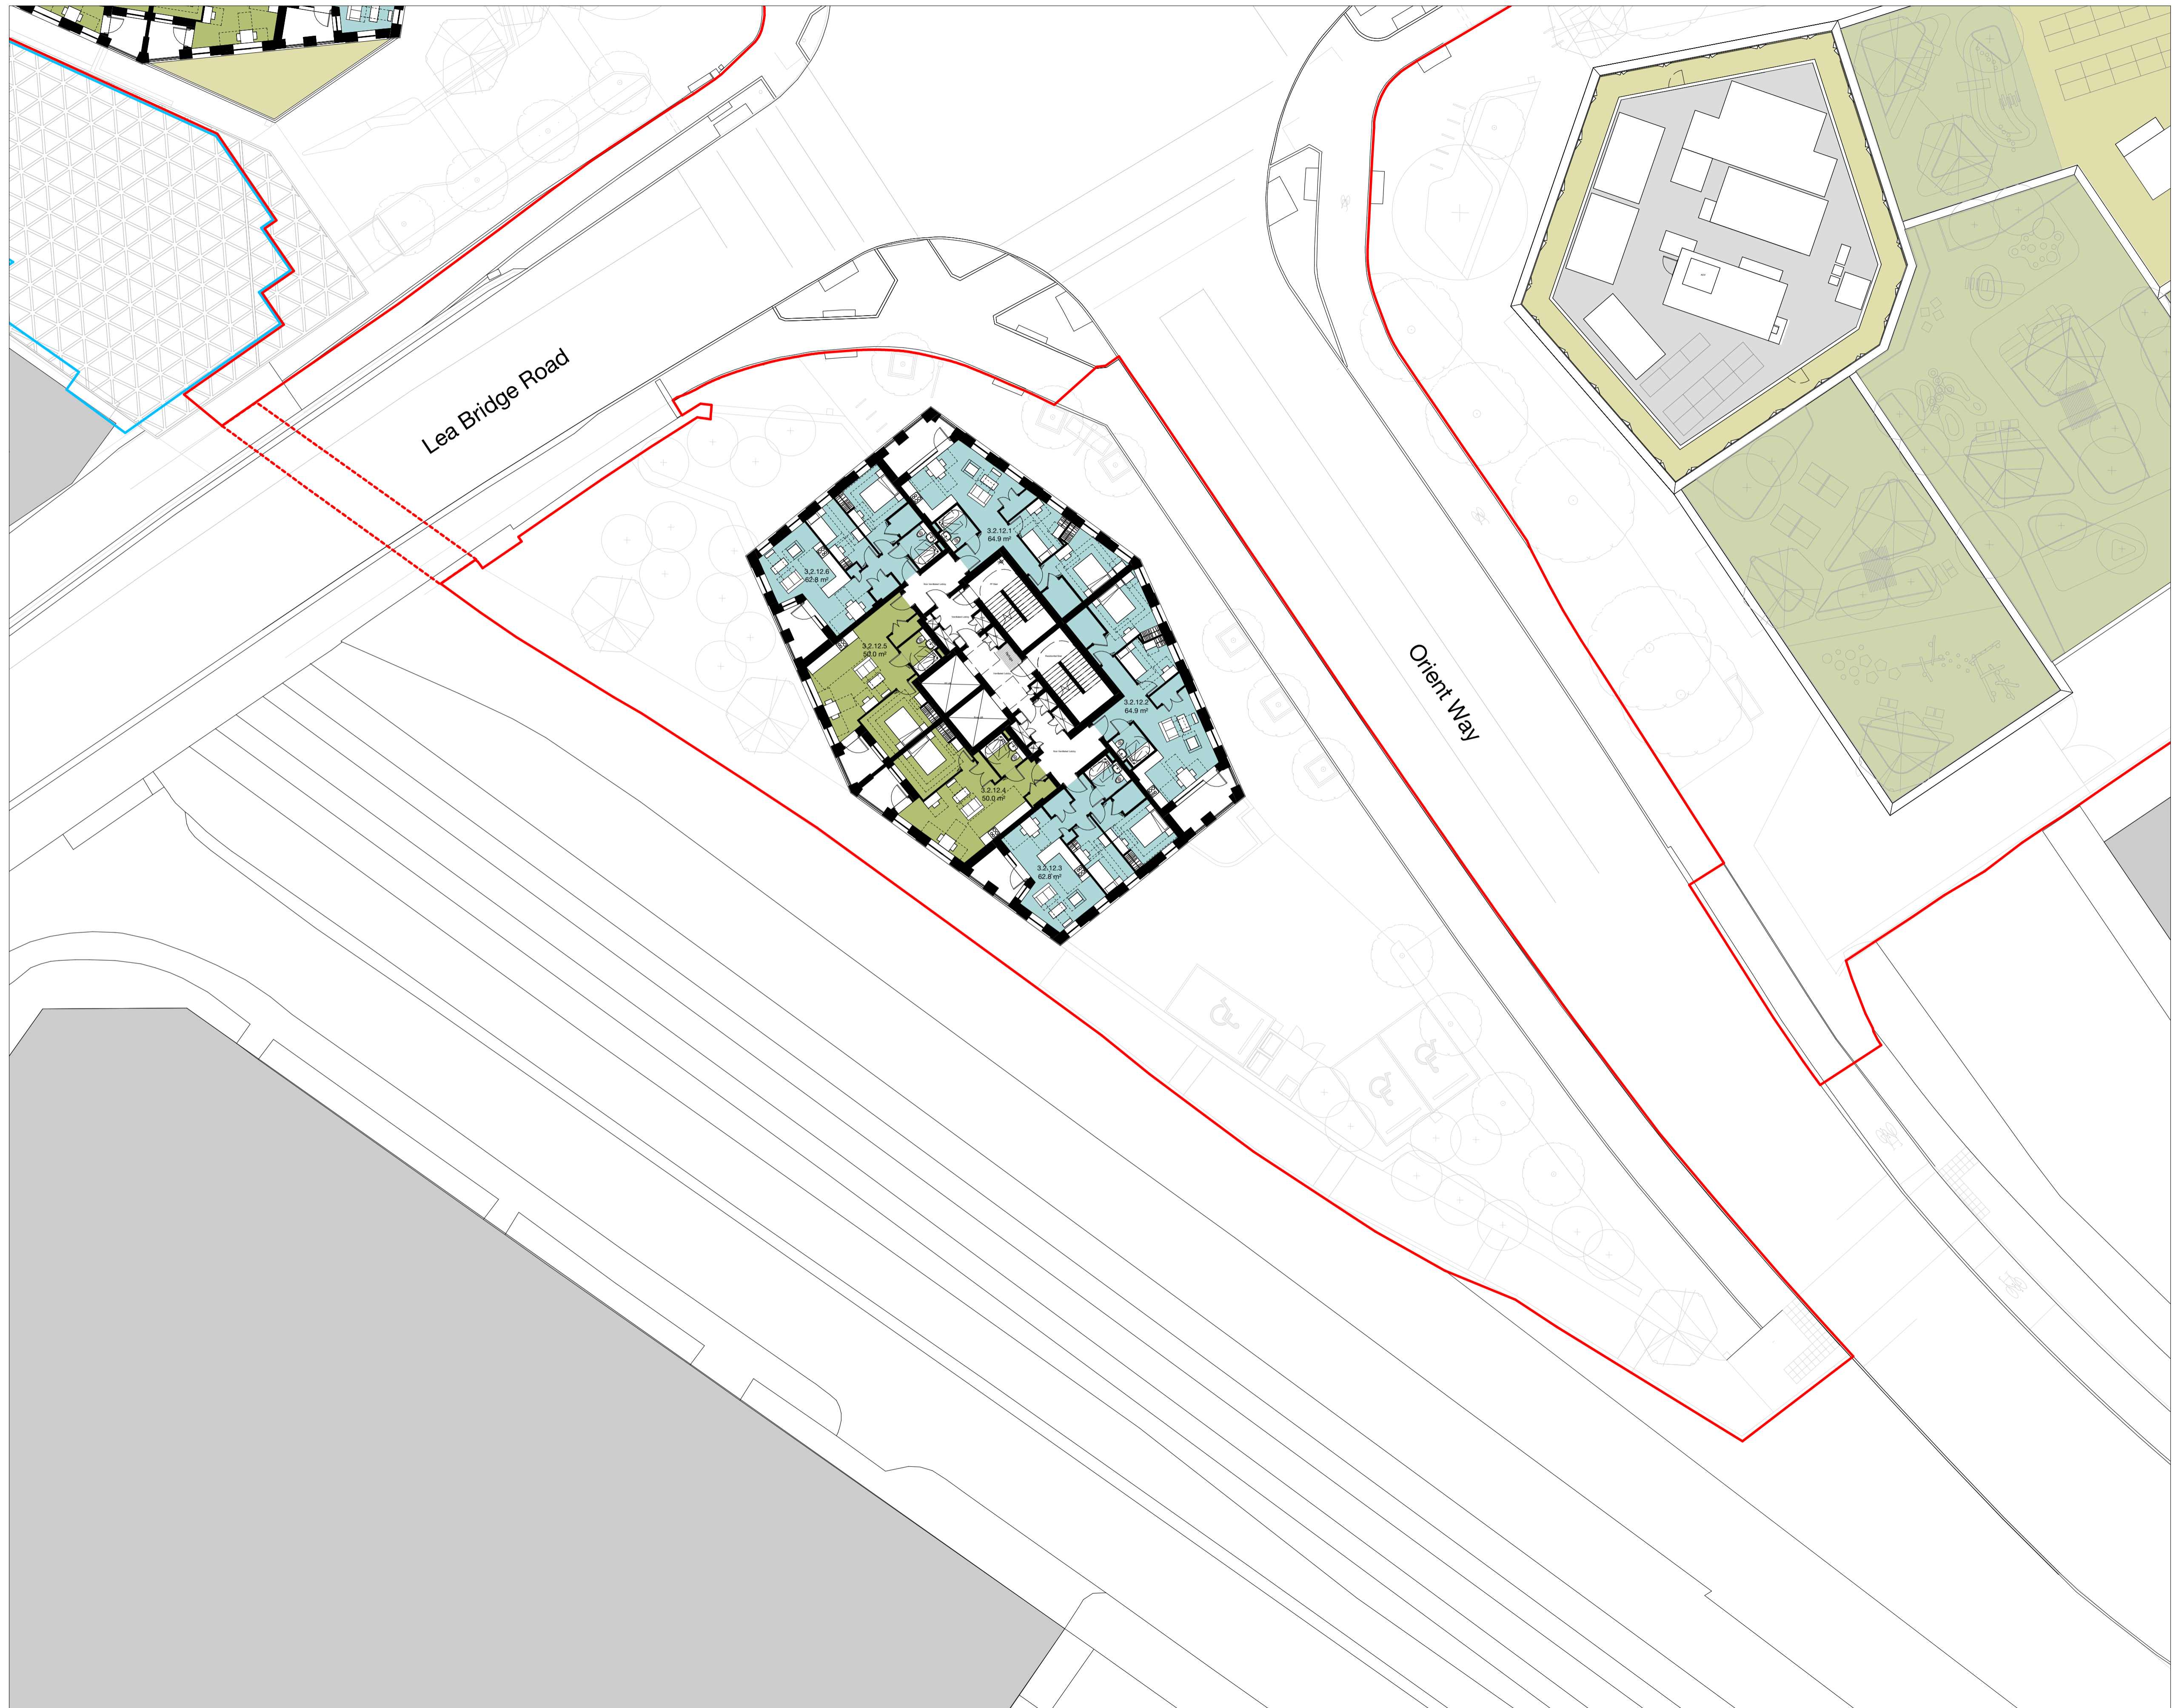 Lea Bridge Road
3.2.12.1
64.9 m²
3.2.12.6
62.8 m²
3.2.12.5
50.0 m²
Orient Way
3.2.12.2
64.9 m²
3.2.12.4
50.0 m²
3.2.12.3
62.8 m²